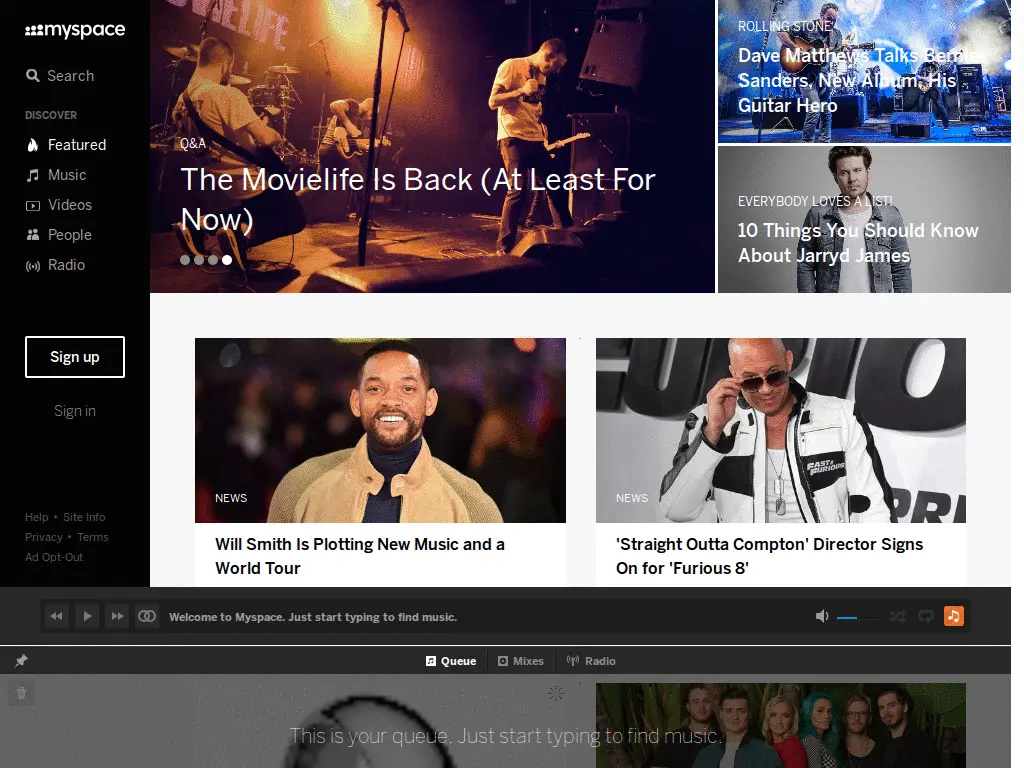 myspace
Search
DISCOVER
Featured
Music
Videos
People
Radio
Sign up
Sign in
Help • Site Info
Privacy • Terms
Ad Opt-Out
MOVIELIFE
Q&A
The Movielife Is Back (At Least For
Now)
ROLLING STONE
Dave Matthews Talks Bernie
Sanders, New Album, His
Guitar Hero
EVERYBODY LOVES A LIST!
10 Things You Should Know
About Jarryd James
NEWS
Will Smith Is Plotting New Music and a
World Tour
FAST &
FURIOUS
NEWS
'Straight Outta Compton' Director Signs
On for 'Furious 8'
Welcome to Myspace. Just start typing to find music.
Queue
Mixes
Radio
This is your queue. Just start typing to find music.